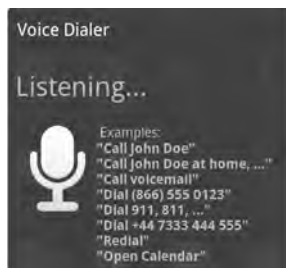 Voice Dialer
Listening...
Examples:
"Call John Doe"
"Call John Doe at home, ..."
"Call voicemail"
"Dial (866) 555 0123"
"Dial 911, 811, ..."
"Dial +44 7333 444 555"
"Redial"
"Open Calendar"